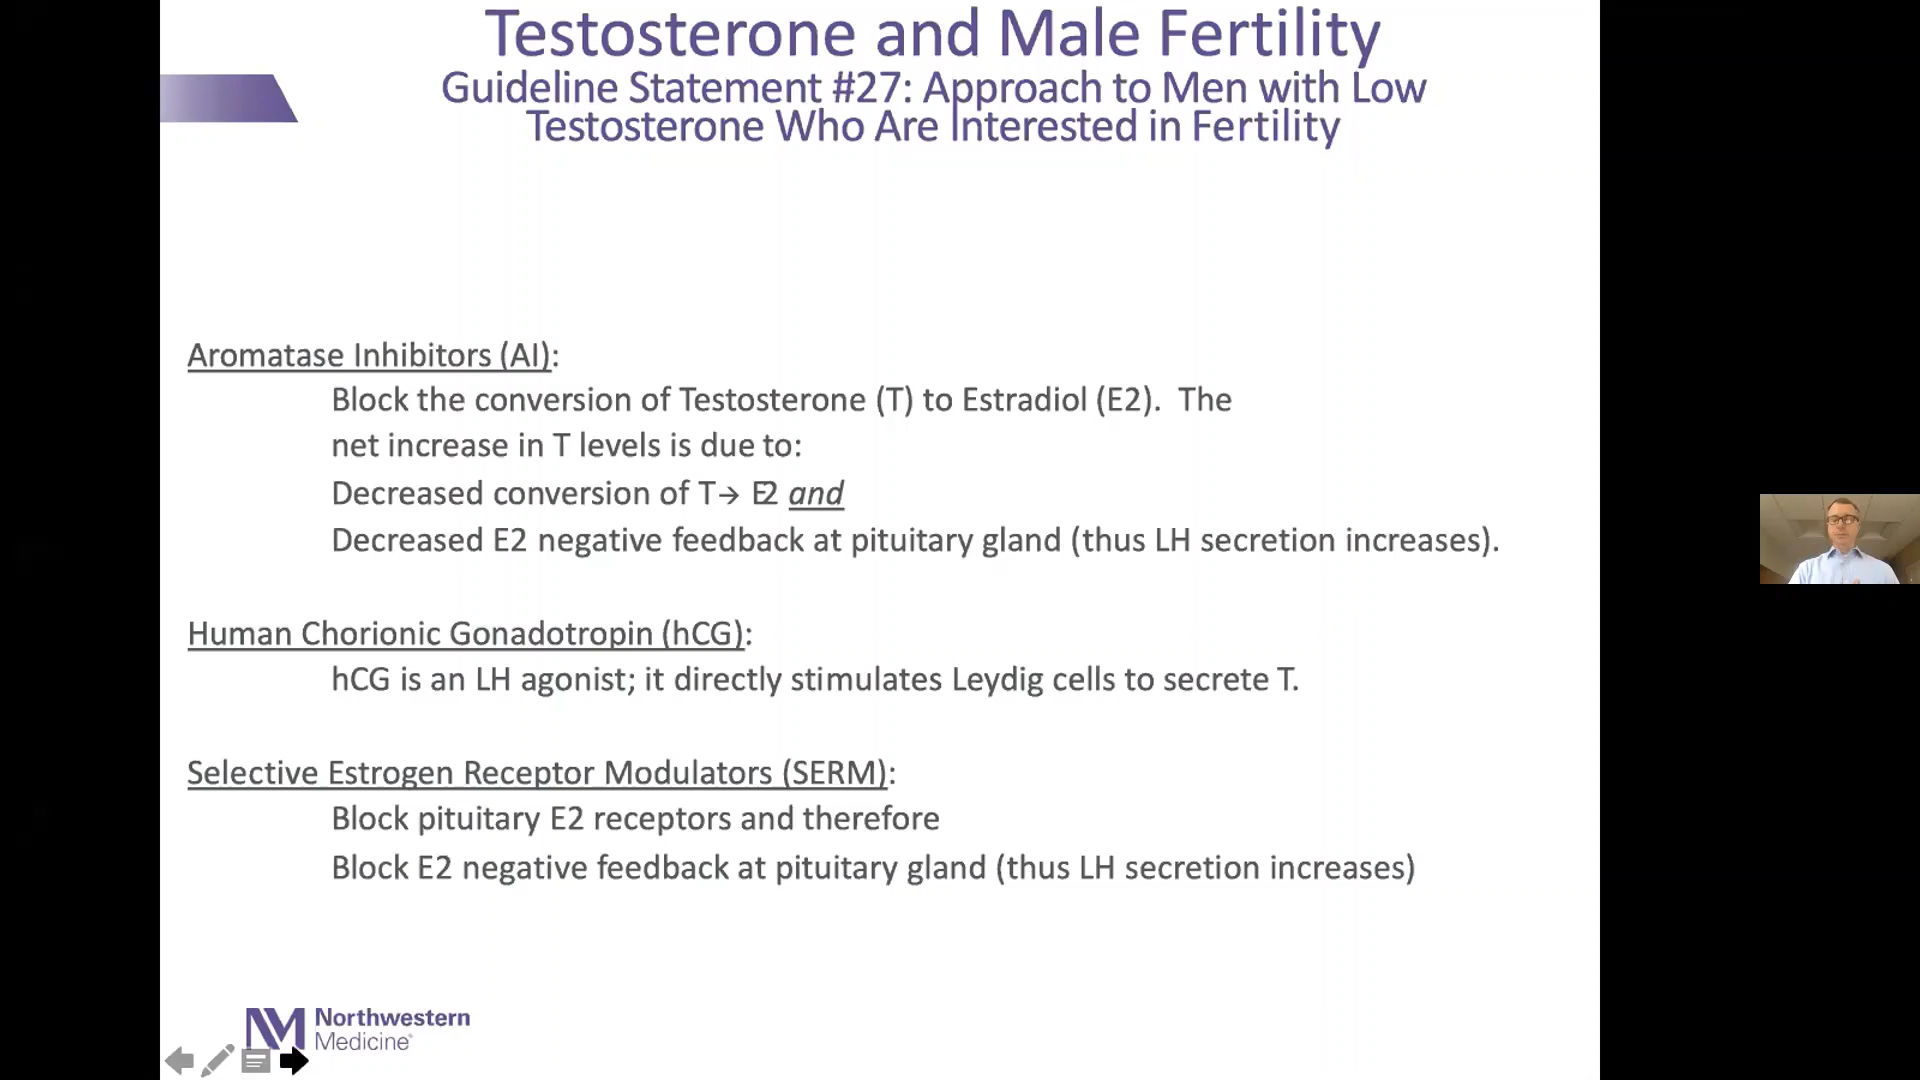 Testosterone and Male Fertility
Guideline Statement #27: Approach to Men with Low
Testosterone Who Are Interested in Fertility
Aromatase Inhibitors (AI):
Block the conversion of Testosterone (T) to Estradiol (E2). The
net increase in T levels is due to:
Decreased conversion of T→ E2 and
Decreased E2 negative feedback at pituitary gland (thus LH secretion increases).
Human Chorionic Gonadotropin (hCG):
hCG is an LH agonist; it directly stimulates Leydig cells to secrete T.
Selective Estrogen Receptor Modulators (SERM):
Block pituitary E2 receptors and therefore
Block E2 negative feedback at pituitary gland (thus LH secretion increases)
NM Northwestern
Medicine®